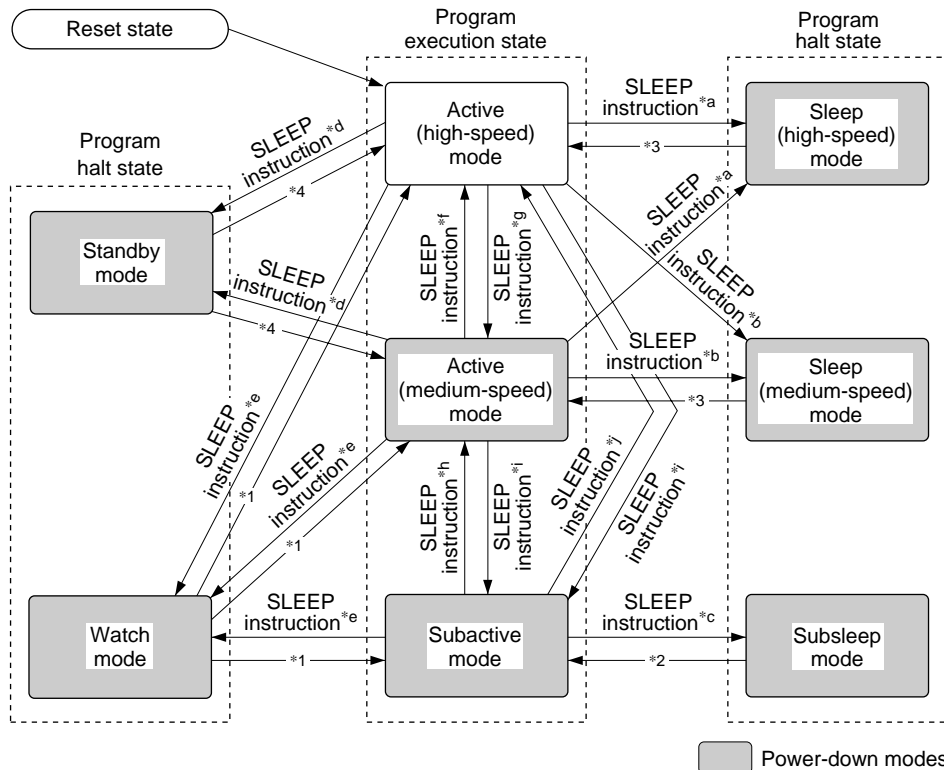 Reset state
Program
execution state
Program
halt state
Program
halt state
Active
(high-speed)
mode
SLEEP
instruction*a
*3
Sleep
(high-speed)
mode
SLEEP
instruction*d
*4
Standby
mode
SLEEP
instruction*d
*4
SLEEP
instruction*f
SLEEP
instruction*g
SLEEP
instruction*a
SLEEP
instruction*b
Active
(medium-speed)
mode
SLEEP
instruction*b
*3
Sleep
(medium-speed)
mode
SLEEP
instruction*e
*1
SLEEP
instruction*e
*1
SLEEP
instruction*h
SLEEP
instruction*i
SLEEP
instruction*j
SLEEP
instruction*i
Watch
mode
SLEEP
instruction*e
*1
Subactive
mode
SLEEP
instruction*c
*2
Subsleep
mode
Power-down modes